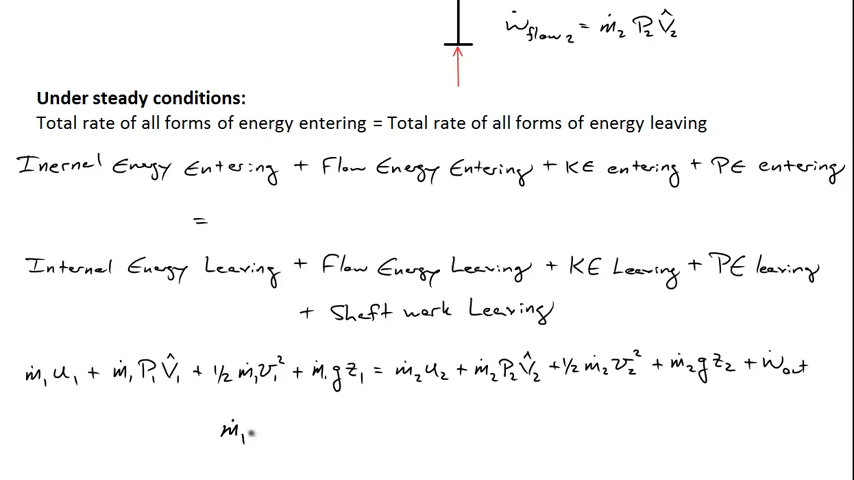 ẇ_flow 2 = ṁ₂ P₂ V̂₂
Under steady conditions:
Total rate of all forms of energy entering = Total rate of all forms of energy leaving
Inernal Energy Entering + Flow Energy Entering + KE entering + PE entering
=
Internal Energy Leaving + Flow Energy Leaving + KE Leaving + PE leaving
+ Shaft work Leaving
ṁ₁ u₁ + ṁ₁ P₁ V̂₁ + 1/2 ṁ₁ v₁² + ṁ₁ g z₁ = ṁ₂ u₂ + ṁ₂ P₂ V̂₂ + 1/2 ṁ₂ v₂² + ṁ₂ g z₂ + ẇ_out
ṁ₁